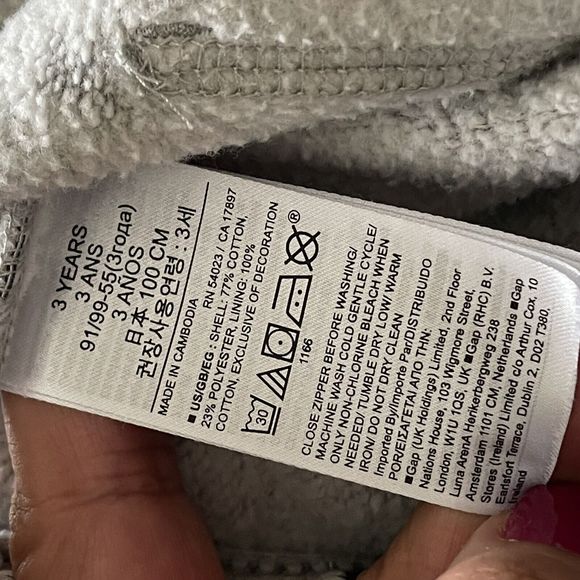 3 YEARS
3 ANS
91/99-55(3года)
3 AÑOS
日本 100 CM
권장사용연령 : 3세
MADE IN CAMBODIA
RN 54023 / CA 17897
■US/GB/EG: SHELL: 77% COTTON,
23% POLYESTER, LINING: 100%
COTTON, EXCLUSIVE OF DECORATION
30
®
1166
CLOSE ZIPPER BEFORE WASHING/
MACHINE WASH COLD GENTLE CYCLE/
ONLY NON-CHLORINE BLEACH WHEN
NEEDED/ TUMBLE DRY LOW/ WARM
IRON/ DO NOT DRY CLEAN
Imported By/Importé Par/DISTRIBUIDO
POR/ΕΙΣΑΓΕΤΑΙ ΑΠΟ ΤΗΝ:
■Gap UK (Holdings) Limited, 2nd Floor
Nations House, 103 Wigmore Street,
London, W1U 1QS, UK ■Gap (RHC) B.V.
Luna ArenA Herikerbergweg 238
Amsterdam 1101 CM, Netherlands ■Gap
Stores (Ireland) Limited c/o Arthur Cox, 10
Earlsfort Terrace, Dublin 2, D02 T380,
Ireland